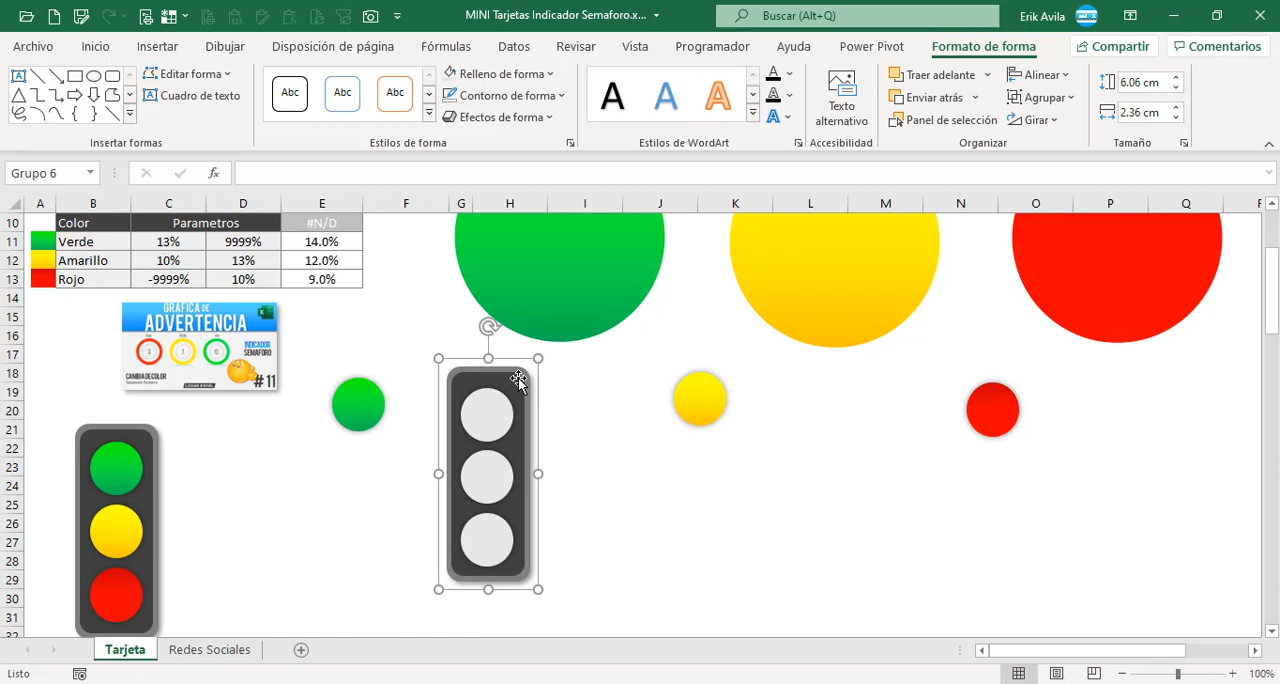 MINI Tarjetas Indicador Semaforo.x...
Buscar (Alt+Q)
Erik Avila
Archivo Inicio Insertar Dibujar Disposición de página Fórmulas Datos Revisar Vista Programador Ayuda Power Pivot Formato de forma Compartir Comentarios
Editar forma
Cuadro de texto
Insertar formas
Abc Abc Abc
Relleno de forma
Contorno de forma
Efectos de forma
Estilos de forma
A A A
A
A
A
Estilos de WordArt
Texto
alternativo
Accesibilidad
Traer adelante
Enviar atrás
Panel de selección
Alinear
Agrupar
Girar
Organizar
6.06 cm
2.36 cm
Tamaño
Grupo 6
fx
A B C D E F G H I J K L M N O P Q
10 Color Parametros #N/D
11 Verde 13% 9999% 14.0%
12 Amarillo 10% 13% 12.0%
13 Rojo -9999% 10% 9.0%
14
15
16
17
18
19
20
21
22
23
24
25
26
27
28
29
30
31
32
GRAFICA DE
ADVERTENCIA
INDICADOR
SEMAFORO
CAMBIA DE COLOR
#11
Tarjeta Redes Sociales
Listo
100%